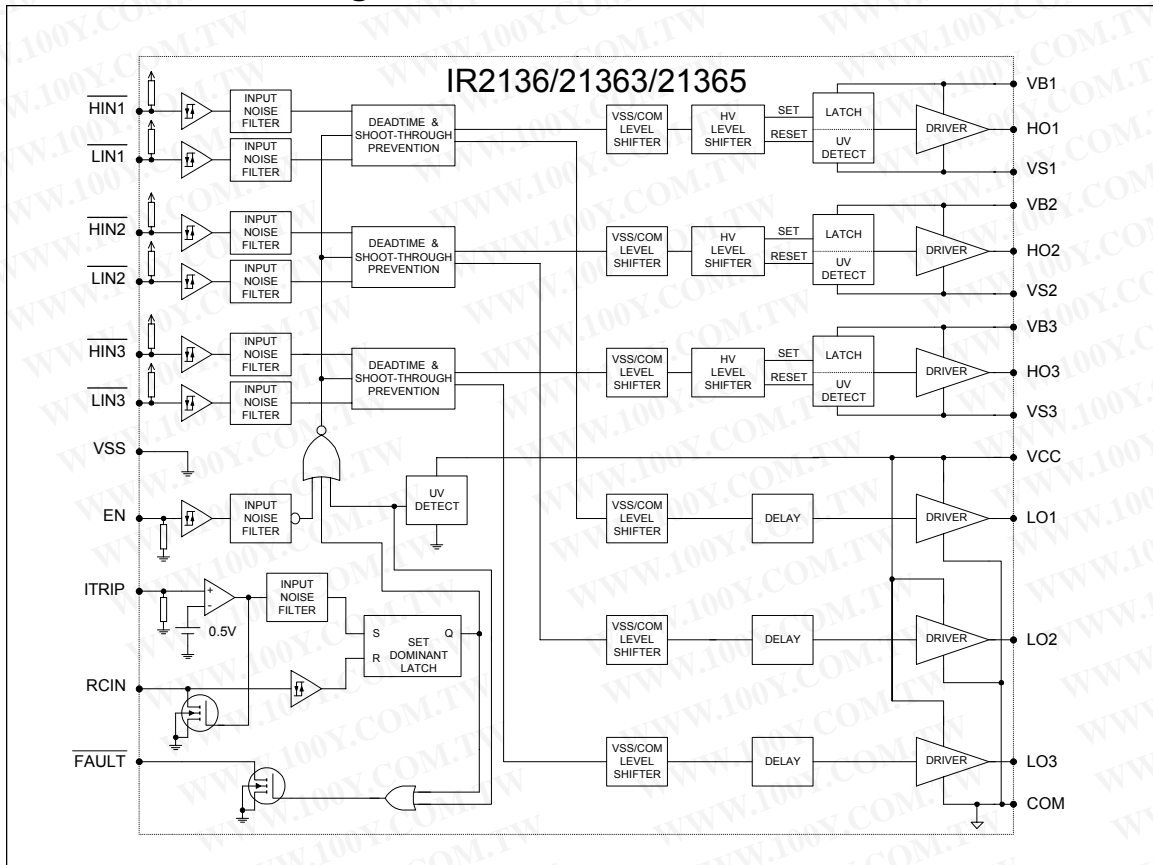 IR2136/21363/21365
HIN1
INPUT
NOISE
FILTER
LIN1
INPUT
NOISE
FILTER
DEADTIME &
SHOOT-THROUGH
PREVENTION
VSS/COM
LEVEL
SHIFTER
HV
LEVEL
SHIFTER
SET
RESET
LATCH
UV
DETECT
DRIVER
VB1
HO1
VS1
HIN2
INPUT
NOISE
FILTER
LIN2
INPUT
NOISE
FILTER
DEADTIME &
SHOOT-THROUGH
PREVENTION
VSS/COM
LEVEL
SHIFTER
HV
LEVEL
SHIFTER
SET
RESET
LATCH
UV
DETECT
DRIVER
VB2
HO2
VS2
HIN3
INPUT
NOISE
FILTER
LIN3
INPUT
NOISE
FILTER
DEADTIME &
SHOOT-THROUGH
PREVENTION
VSS/COM
LEVEL
SHIFTER
HV
LEVEL
SHIFTER
SET
RESET
LATCH
UV
DETECT
DRIVER
VB3
HO3
VS3
VSS
VCC
EN
INPUT
NOISE
FILTER
UV
DETECT
VSS/COM
LEVEL
SHIFTER
DELAY
DRIVER
LO1
ITRIP
+
-
0.5V
INPUT
NOISE
FILTER
S
R
Q
SET
DOMINANT
LATCH
VSS/COM
LEVEL
SHIFTER
DELAY
DRIVER
LO2
RCIN
FAULT
VSS/COM
LEVEL
SHIFTER
DELAY
DRIVER
LO3
COM
WWW.100Y.COM.TW